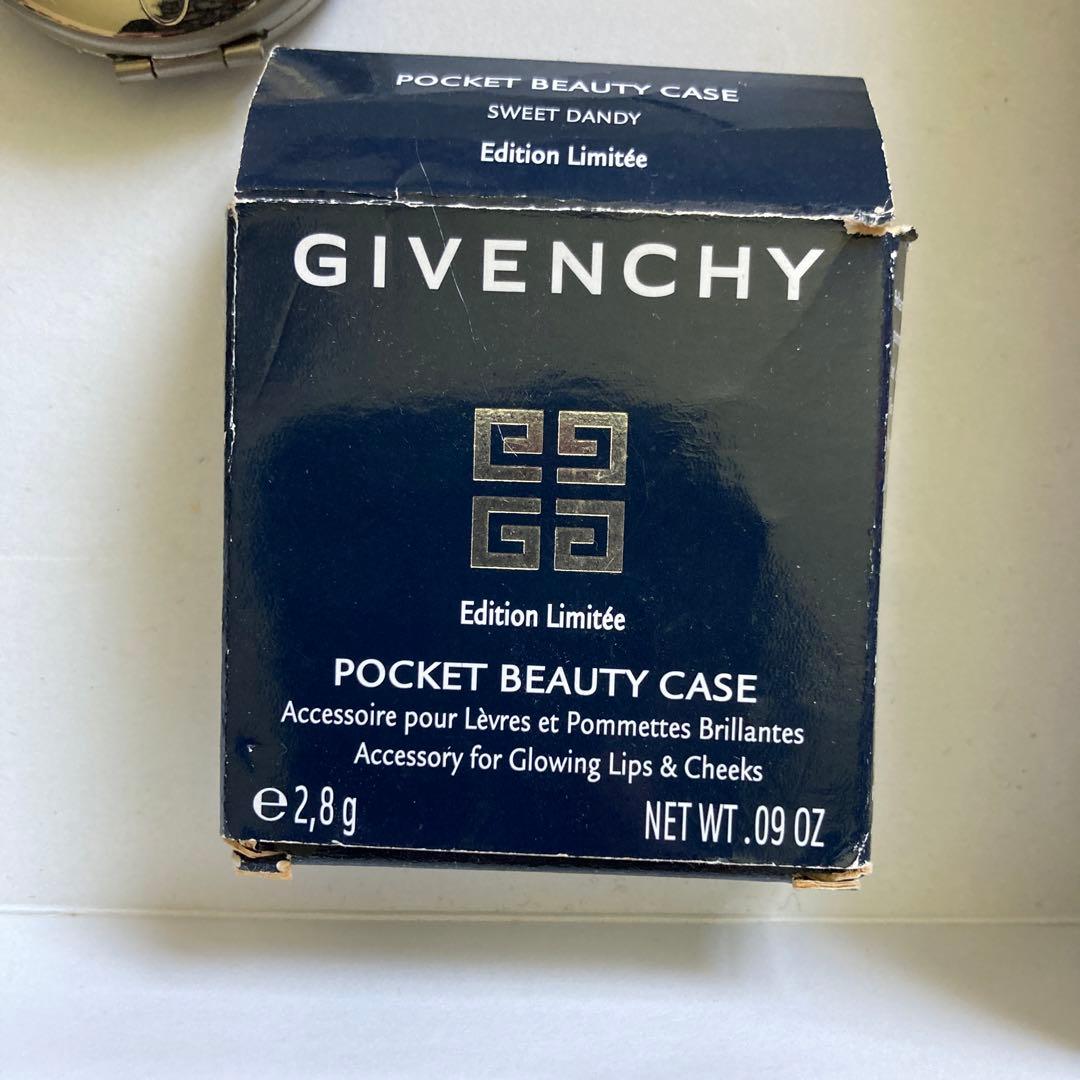 POCKET BEAUTY CASE
SWEET DANDY
Edition Limitée
GIVENCHY
Edition Limitée
POCKET BEAUTY CASE
Accessoire pour Lèvres et Pommettes Brillantes
Accessory for Glowing Lips & Cheeks
℮ 2,8 g NET WT .09 OZ